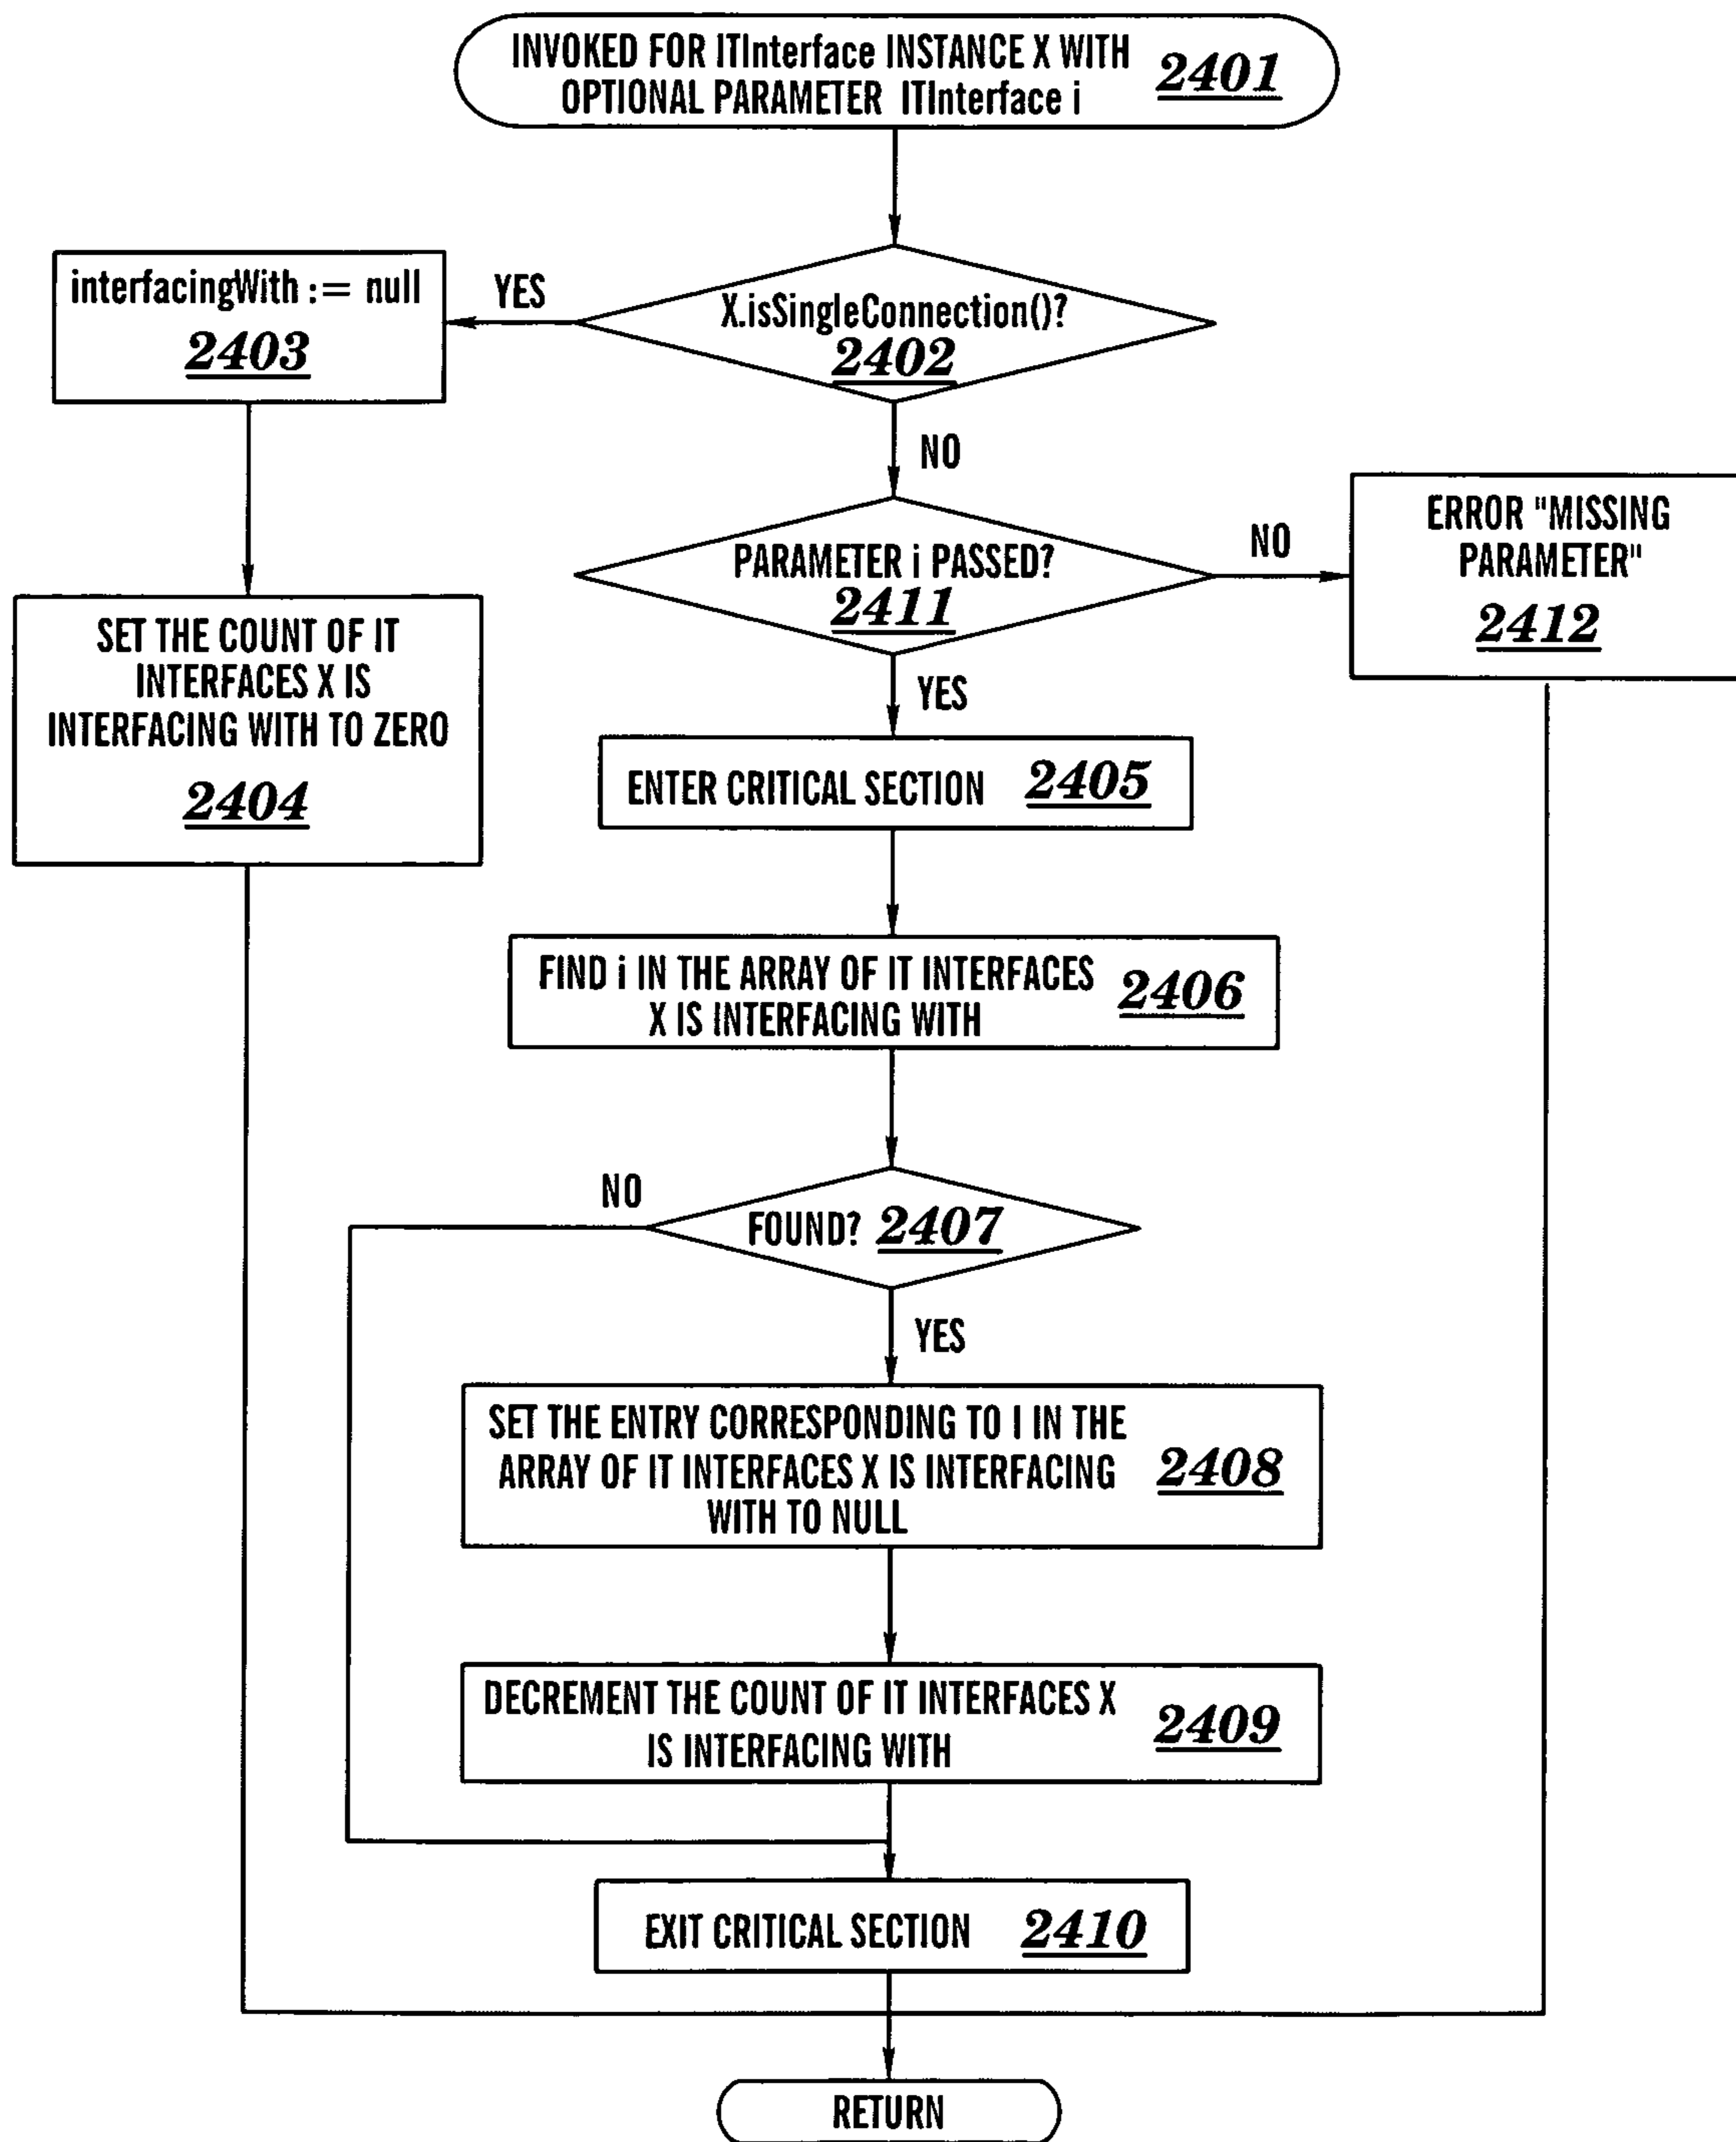 INVOKED FOR ITInterface INSTANCE X WITH
OPTIONAL PARAMETER ITInterface i
2401
X.isSingleConnection()?
2402
YES
interfacingWith := null
2403
SET THE COUNT OF IT
INTERFACES X IS
INTERFACING WITH TO ZERO
2404
NO
PARAMETER i PASSED?
2411
NO
ERROR "MISSING
PARAMETER"
2412
YES
ENTER CRITICAL SECTION 2405
FIND i IN THE ARRAY OF IT INTERFACES
X IS INTERFACING WITH
2406
FOUND? 2407
NO
YES
SET THE ENTRY CORRESPONDING TO I IN THE
ARRAY OF IT INTERFACES X IS INTERFACING
WITH TO NULL
2408
DECREMENT THE COUNT OF IT INTERFACES X
IS INTERFACING WITH
2409
EXIT CRITICAL SECTION 2410
RETURN